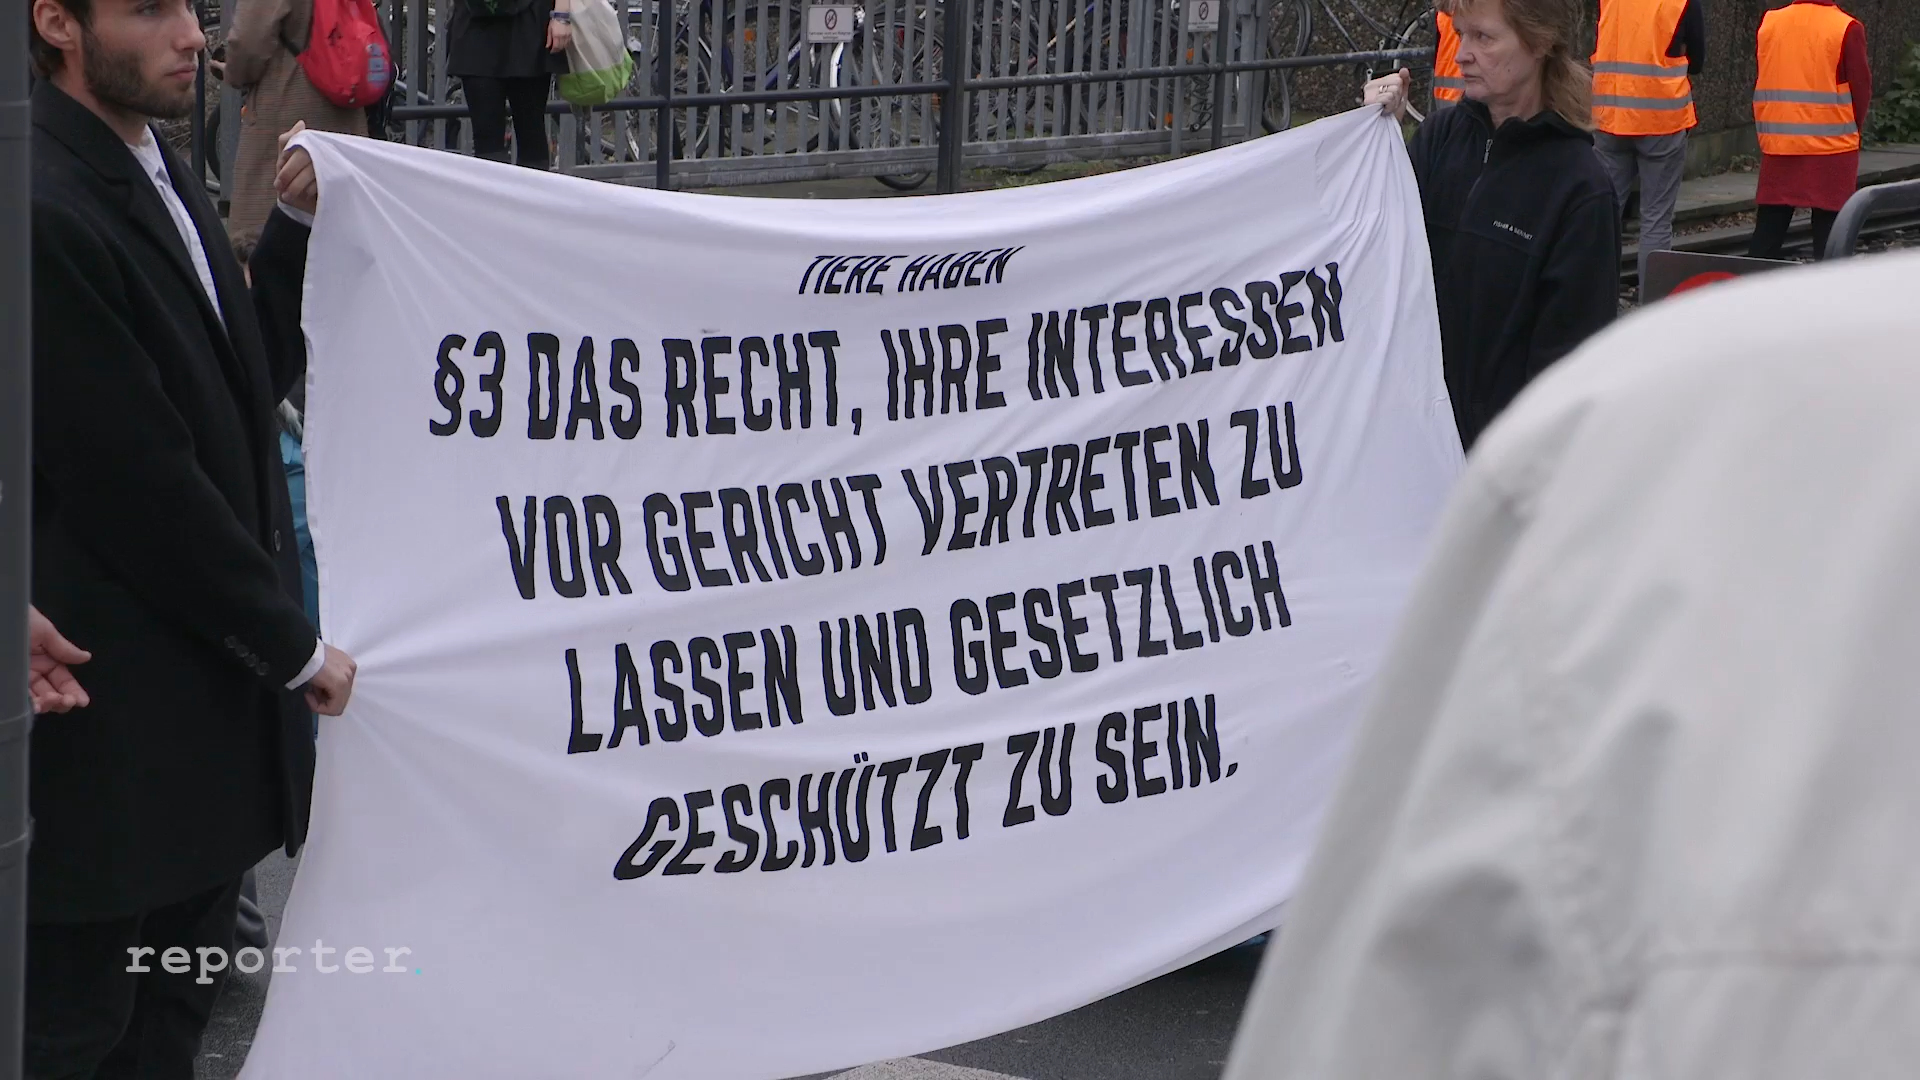 TIERE HABEN
§3 DAS RECHT, IHRE INTERESSEN
VOR GERICHT VERTRETEN ZU
LASSEN UND GESETZLICH
GESCHÜTZT ZU SEIN.
reporter.